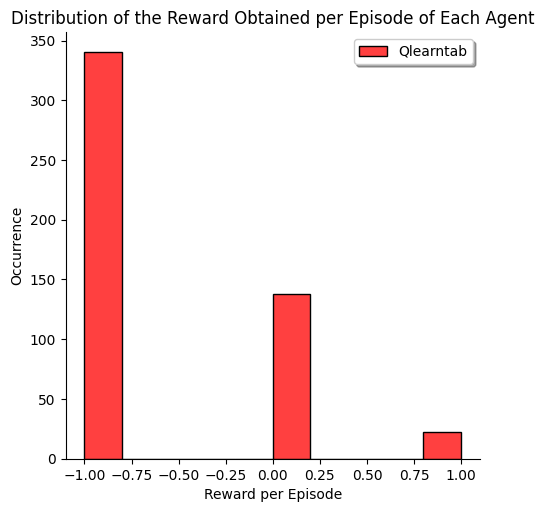 Distribution of the Reward Obtained per Episode of Each Agent
Qlearntab
Occurrence
350
300
250
200
150
100
50
0
−1.00 −0.75 −0.50 −0.25 0.00 0.25 0.50 0.75 1.00
Reward per Episode